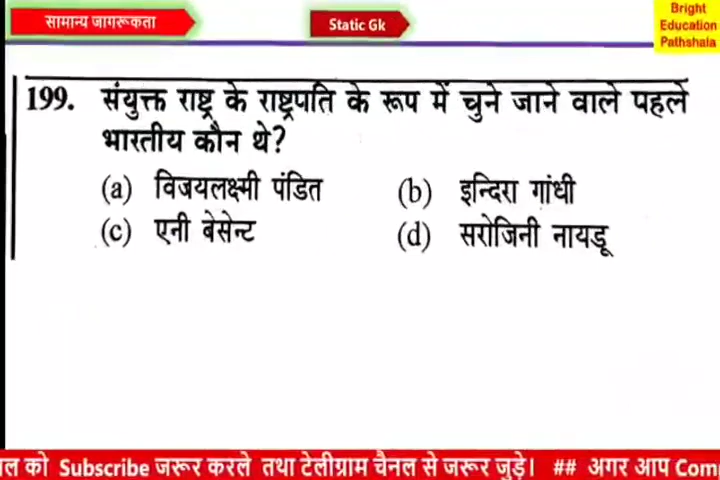 सामान्य जागरूकता
Static Gk
Bright
Education
Pathshala
199. संयुक्त राष्ट्र के राष्ट्रपति के रूप में चुने जाने वाले पहले
भारतीय कौन थे?
(a) विजयलक्ष्मी पंडित (b) इन्दिरा गांधी
(c) एनी बेसेन्ट (d) सरोजिनी नायडू
को Subscribe जरूर करले तथा टेलीग्राम चैनल से जरूर जुड़े। ## अगर आप